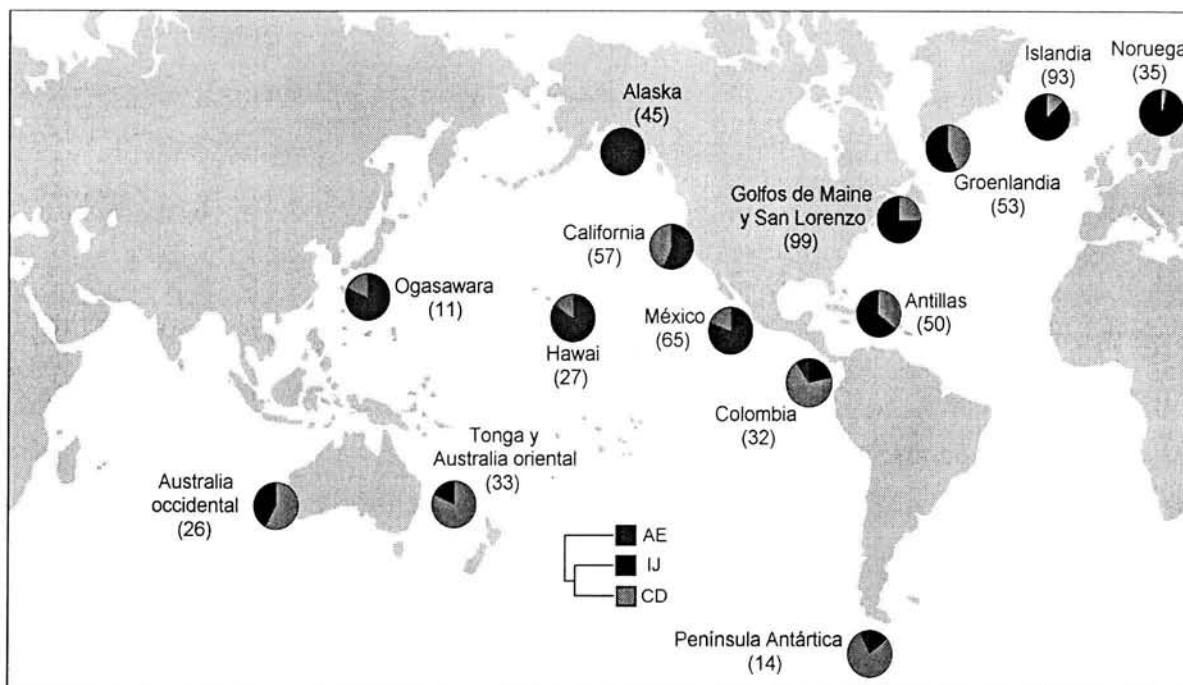 Islandia
(93)
Noruega
(35)
Alaska
(45)
Groenlandia
(53)
Golfos de Maine
y San Lorenzo
(99)
California
(57)
Ogasawara
(11)
Hawai
(27)
México
(65)
Antillas
(50)
Colombia
(32)
Tonga y
Australia oriental
(33)
Australia
occidental
(26)
AE
IJ
CD
Península Antártica
(14)